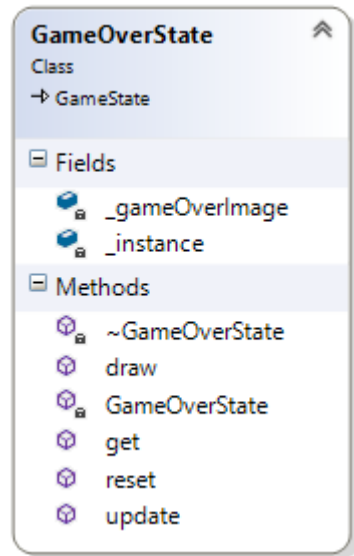 GameOverState
Class
GameState
Fields
_gameOverImage
_instance
Methods
~GameOverState
draw
GameOverState
get
reset
update